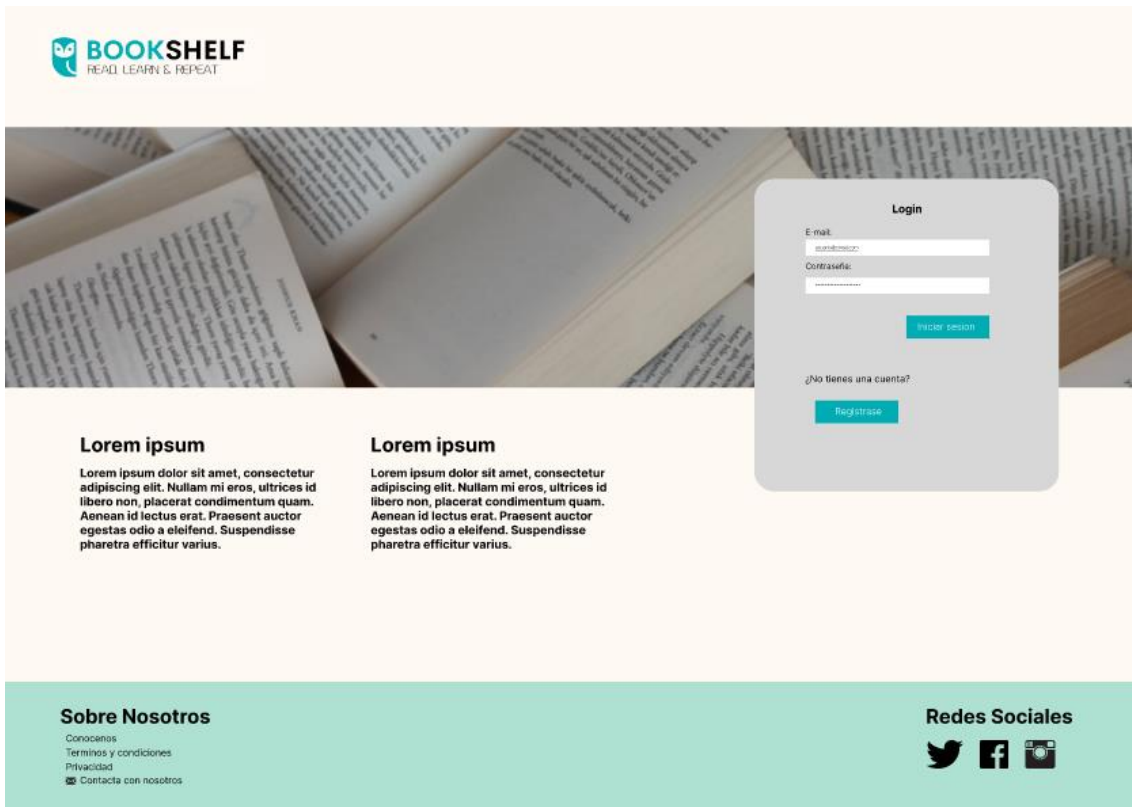 BOOKSHELF
READ, LEARN & REPEAT
Login
E-mail:
Contraseña:
Iniciar sesion
¿No tienes una cuenta?
Registrase
Lorem ipsum
Lorem ipsum dolor sit amet, consectetur
adipiscing elit. Nullam mi eros, ultrices id
libero non, placerat condimentum quam.
Aenean id lectus erat. Praesent auctor
egestas odio a eleifend. Suspendisse
pharetra efficitur varius.
Lorem ipsum
Lorem ipsum dolor sit amet, consectetur
adipiscing elit. Nullam mi eros, ultrices id
libero non, placerat condimentum quam.
Aenean id lectus erat. Praesent auctor
egestas odio a eleifend. Suspendisse
pharetra efficitur varius.
Sobre Nosotros
Conocenos
Terminos y condiciones
Privacidad
Contacta con nosotros
Redes Sociales